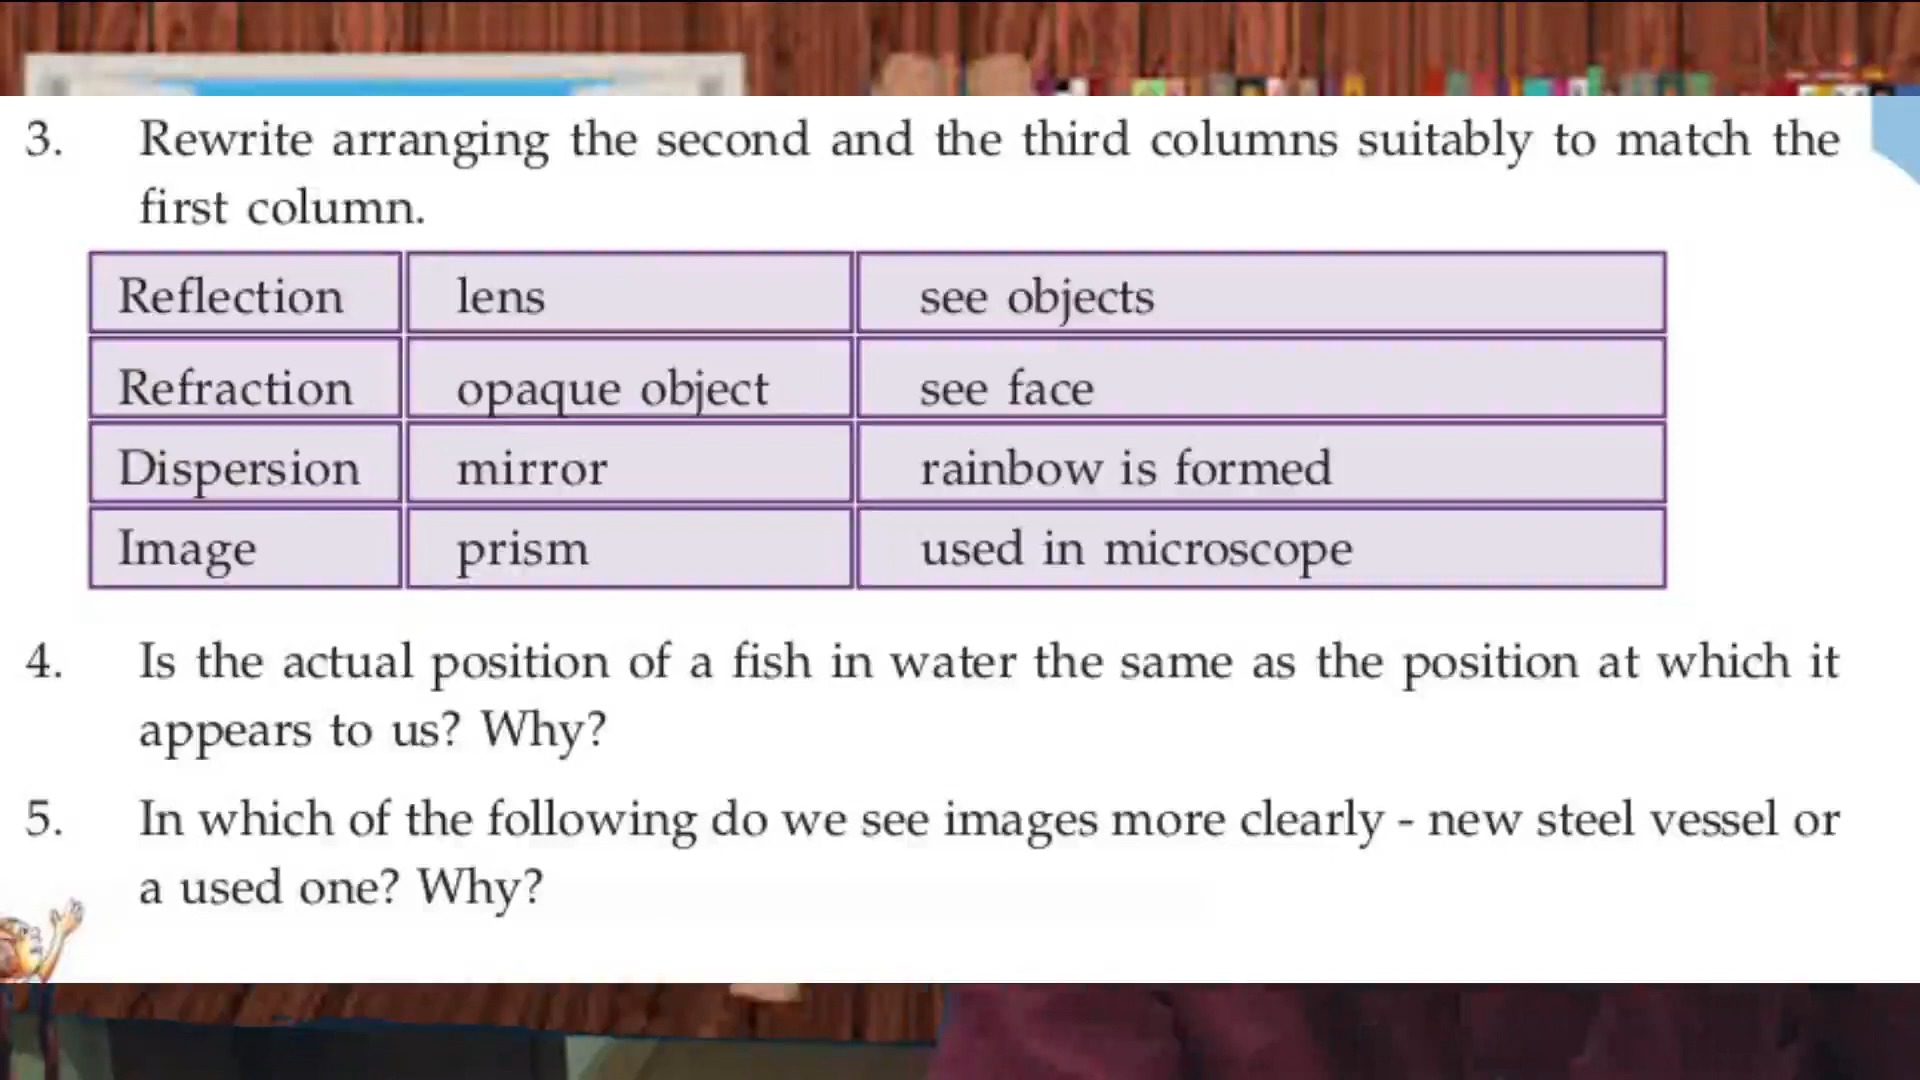 3. Rewrite arranging the second and the third columns suitably to match the
first column.
Reflection lens see objects
Refraction opaque object see face
Dispersion mirror rainbow is formed
Image prism used in microscope
4. Is the actual position of a fish in water the same as the position at which it
appears to us? Why?
5. In which of the following do we see images more clearly - new steel vessel or
a used one? Why?